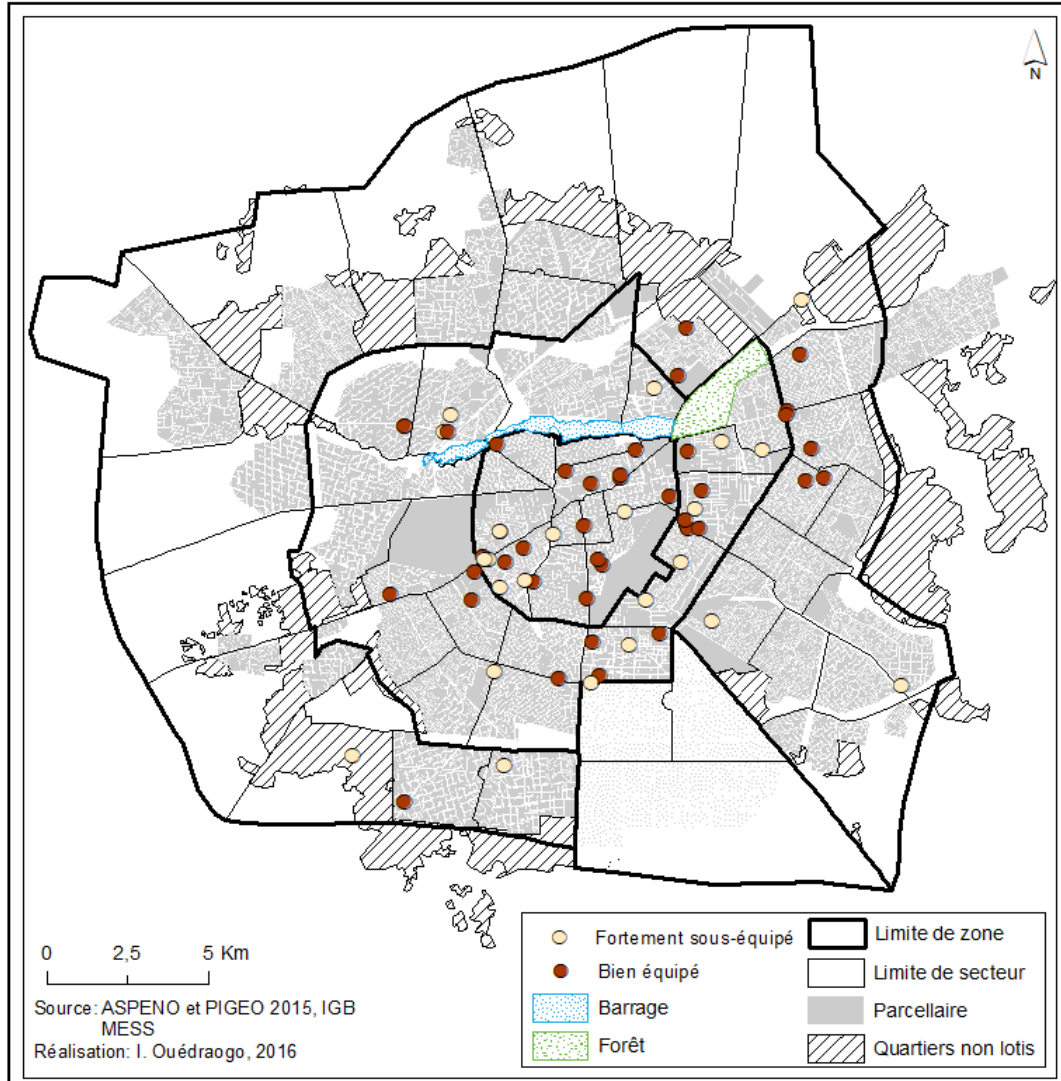 N
Fortement sous-équipé
Bien équipé
Barrage
Forêt
Limite de zone
Limite de secteur
Parcellaire
Quartiers non lotis
0 2,5 5 Km
Source: ASPENO et PIGEO 2015, IGB
MESS
Réalisation: I. Ouédraogo, 2016